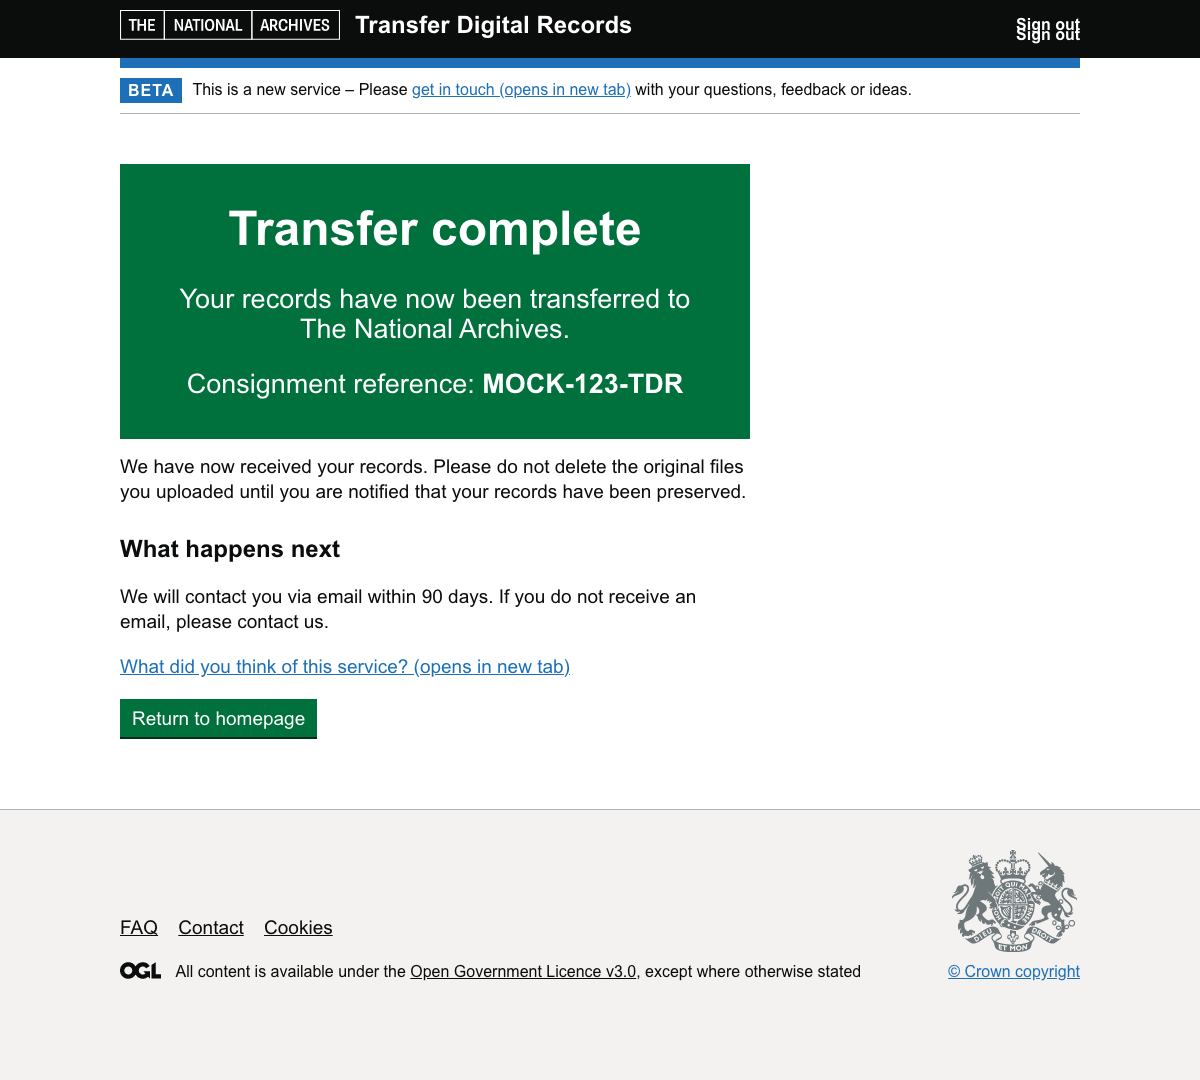 THE NATIONAL ARCHIVES Transfer Digital Records
Sign out
Sign out
BETA This is a new service – Please get in touch (opens in new tab) with your questions, feedback or ideas.
Transfer complete
Your records have now been transferred to
The National Archives.
Consignment reference: MOCK-123-TDR
We have now received your records. Please do not delete the original files
you uploaded until you are notified that your records have been preserved.
What happens next
We will contact you via email within 90 days. If you do not receive an
email, please contact us.
What did you think of this service? (opens in new tab)
Return to homepage
FAQ Contact Cookies
DIEU ET MON DROIT
OGL All content is available under the Open Government Licence v3.0, except where otherwise stated
© Crown copyright